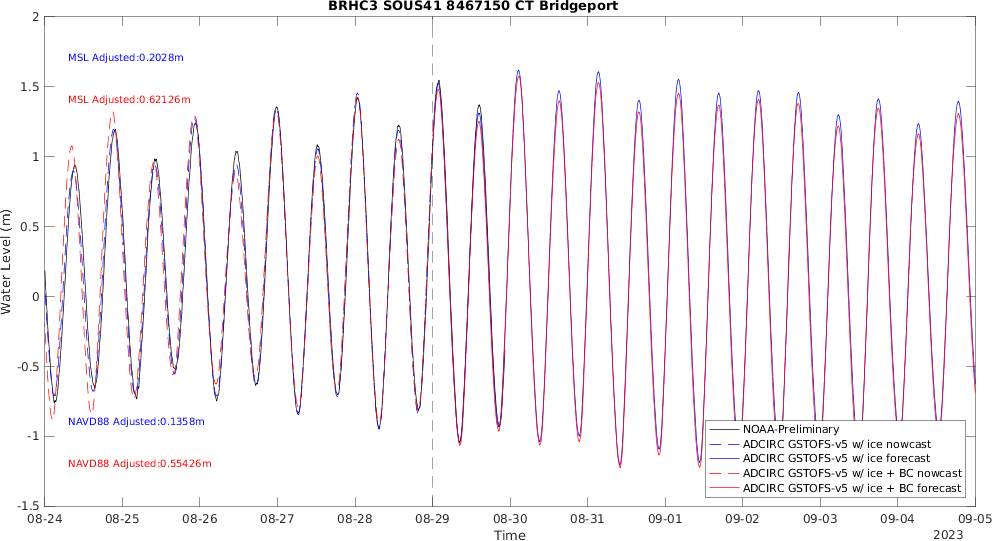 BRHC3 SOUS41 8467150 CT Bridgeport
2
1.5
1
0.5
0
-0.5
-1
-1.5
Water Level (m)
MSL Adjusted:0.2028m
MSL Adjusted:0.62126m
NAVD88 Adjusted:0.1358m
NAVD88 Adjusted:0.55426m
NOAA-Preliminary
ADCIRC GSTOFS-v5 w/ ice nowcast
ADCIRC GSTOFS-v5 w/ ice forecast
ADCIRC GSTOFS-v5 w/ ice + BC nowcast
ADCIRC GSTOFS-v5 w/ ice + BC forecast
08-24 08-25 08-26 08-27 08-28 08-29 08-30 08-31 09-01 09-02 09-03 09-04 09-05
Time
2023